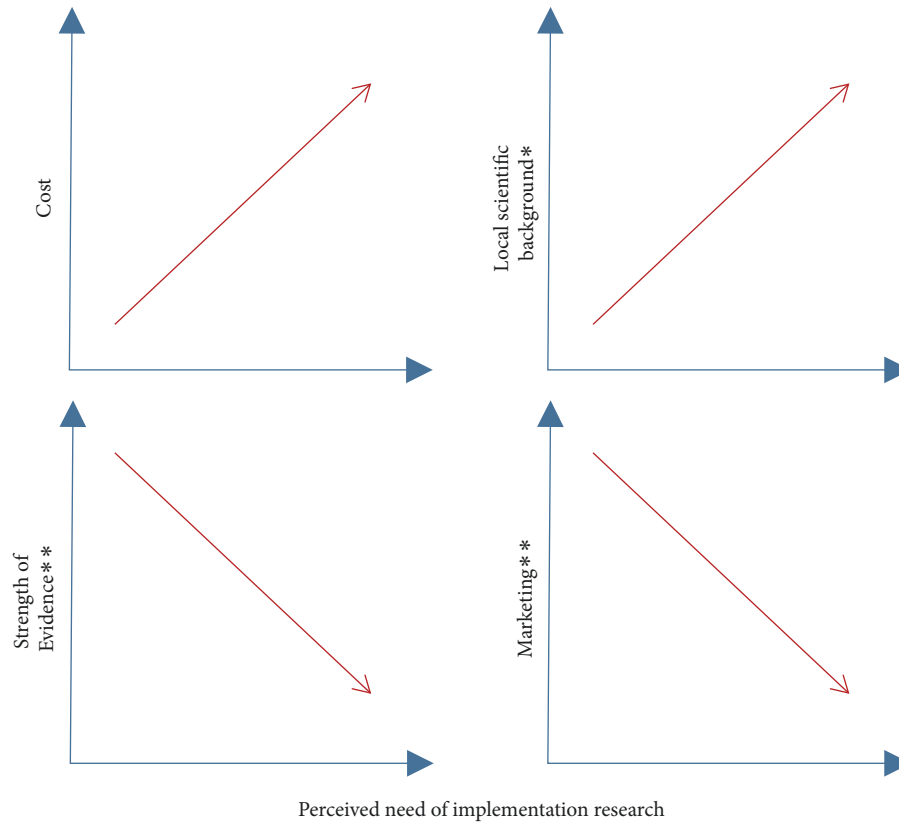 Cost
Local scientific
background*
Strength of
Evidence**
Marketing**
Perceived need of implementation research